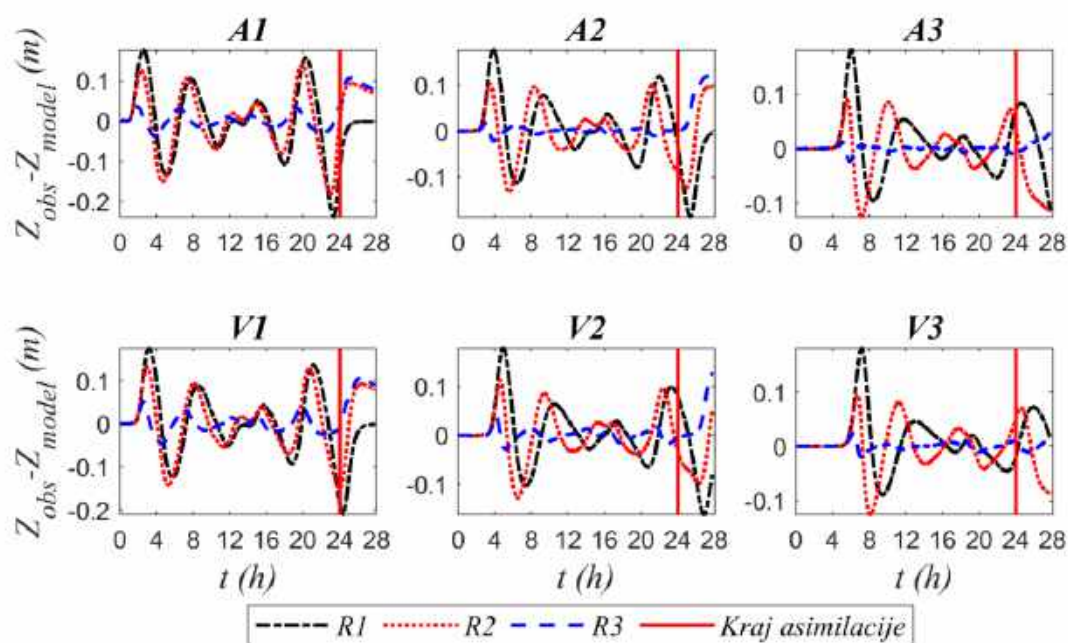 A1 A2 A3
Z_obs-Z_model (m)
0.1
0
-0.1
-0.2
0 4 8 12 16 20 24 28
0.1
0
-0.1
0 4 8 12 16 20 24 28
0.1
0
-0.1
0 4 8 12 16 20 24 28
V1 V2 V3
Z_obs-Z_model (m)
0.1
0
-0.1
-0.2
0 4 8 12 16 20 24 28
0.1
0
-0.1
0 4 8 12 16 20 24 28
0.1
0
-0.1
0 4 8 12 16 20 24 28
t (h) t (h) t (h)
R1 R2 R3 Kraj asimilacije